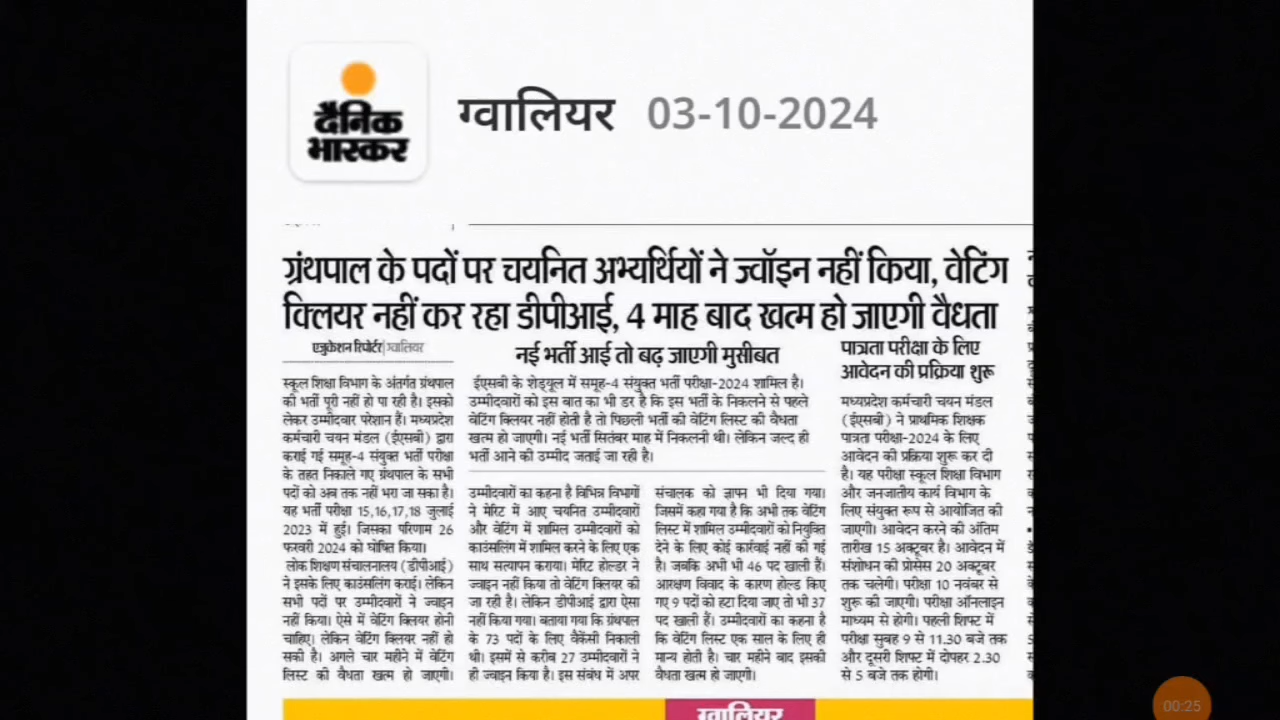 दैनिक
भास्कर
ग्वालियर 03-10-2024
ग्रंथपाल के पदों पर चयनित अभ्यर्थियों ने ज्वॉइन नहीं किया, वेटिंग
क्लियर नहीं कर रहा डीपीआई, 4 माह बाद खत्म हो जाएगी वैधता
एजुकेशन रिपोर्टर|ग्वालियर
स्कूल शिक्षा विभाग के अंतर्गत ग्रंथपाल
की भर्ती पूरी नहीं हो पा रही है। इसको
लेकर उम्मीदवार परेशान हैं। मध्यप्रदेश
कर्मचारी चयन मंडल (ईएसबी) द्वारा
कराई गई समूह-4 संयुक्त भर्ती परीक्षा
के तहत निकाले गए ग्रंथपाल के सभी
पदों को अब तक नहीं भरा जा सका है।
यह भर्ती परीक्षा 15,16,17,18 जुलाई
2023 में हुई। जिसका परिणाम 26
फरवरी 2024 को घोषित किया।
लोक शिक्षण संचालनालय (डीपीआई)
ने इसके लिए काउंसलिंग कराई। लेकिन
सभी पदों पर उम्मीदवारों ने ज्वाइन
नहीं किया। ऐसे में वेटिंग क्लियर होनी
चाहिए। लेकिन वेटिंग क्लियर नहीं हो
सकी है। अगले चार महीने में वेटिंग
लिस्ट की वैधता खत्म हो जाएगी।
नई भर्ती आई तो बढ़ जाएगी मुसीबत
ईएसबी के शेड्यूल में समूह-4 संयुक्त भर्ती परीक्षा-2024 शामिल है।
उम्मीदवारों को इस बात का भी डर है कि इस भर्ती के निकलने से पहले
वेटिंग क्लियर नहीं होती है तो पिछली भर्ती की वेटिंग लिस्ट की वैधता
खत्म हो जाएगी। नई भर्ती सितंबर माह में निकलनी थी। लेकिन जल्द ही
भर्ती आने की उम्मीद जताई जा रही है।
उम्मीदवारों का कहना है विभिन्न विभागों
ने मेरिट में आए चयनित उम्मीदवारों
और वेटिंग में शामिल उम्मीदवारों को
काउंसलिंग में शामिल करने के लिए एक
साथ सत्यापन कराया। मेरिट होल्डर ने
ज्वाइन नहीं किया तो वेटिंग क्लियर की
जा रही है। लेकिन डीपीआई द्वारा ऐसा
नहीं किया गया। बताया गया कि ग्रंथपाल
के 73 पदों के लिए वैकेंसी निकाली
थी। इसमें से करीब 27 उम्मीदवारों ने
ही ज्वाइन किया है। इस संबंध में अपर
संचालक को ज्ञापन भी दिया गया।
जिसमें कहा गया है कि अभी तक वेटिंग
लिस्ट में शामिल उम्मीदवारों को नियुक्ति
देने के लिए कोई कार्रवाई नहीं की गई
है। जबकि अभी भी 46 पद खाली हैं।
आरक्षण विवाद के कारण होल्ड किए
गए 9 पदों को हटा दिया जाए तो भी 37
पद खाली हैं। उम्मीदवारों का कहना है
कि वेटिंग लिस्ट एक साल के लिए ही
मान्य होती है। चार महीने बाद इसकी
वैधता खत्म हो जाएगी।
पात्रता परीक्षा के लिए
आवेदन की प्रक्रिया शुरू
मध्यप्रदेश कर्मचारी चयन मंडल
(ईएसबी) ने प्राथमिक शिक्षक
पात्रता परीक्षा-2024 के लिए
आवेदन की प्रक्रिया शुरू कर दी
है। यह परीक्षा स्कूल शिक्षा विभाग
और जनजातीय कार्य विभाग के
लिए संयुक्त रूप से आयोजित की
जाएगी। आवेदन करने की अंतिम
तारीख 15 अक्टूबर है। आवेदन में
संशोधन की प्रोसेस 20 अक्टूबर
तक चलेगी। परीक्षा 10 नवंबर से
शुरू की जाएगी। परीक्षा ऑनलाइन
माध्यम से होगी। पहली शिफ्ट में
परीक्षा सुबह 9 से 11.30 बजे तक
और दूसरी शिफ्ट में दोपहर 2.30
से 5 बजे तक होगी।
ग्वालियर
00:25